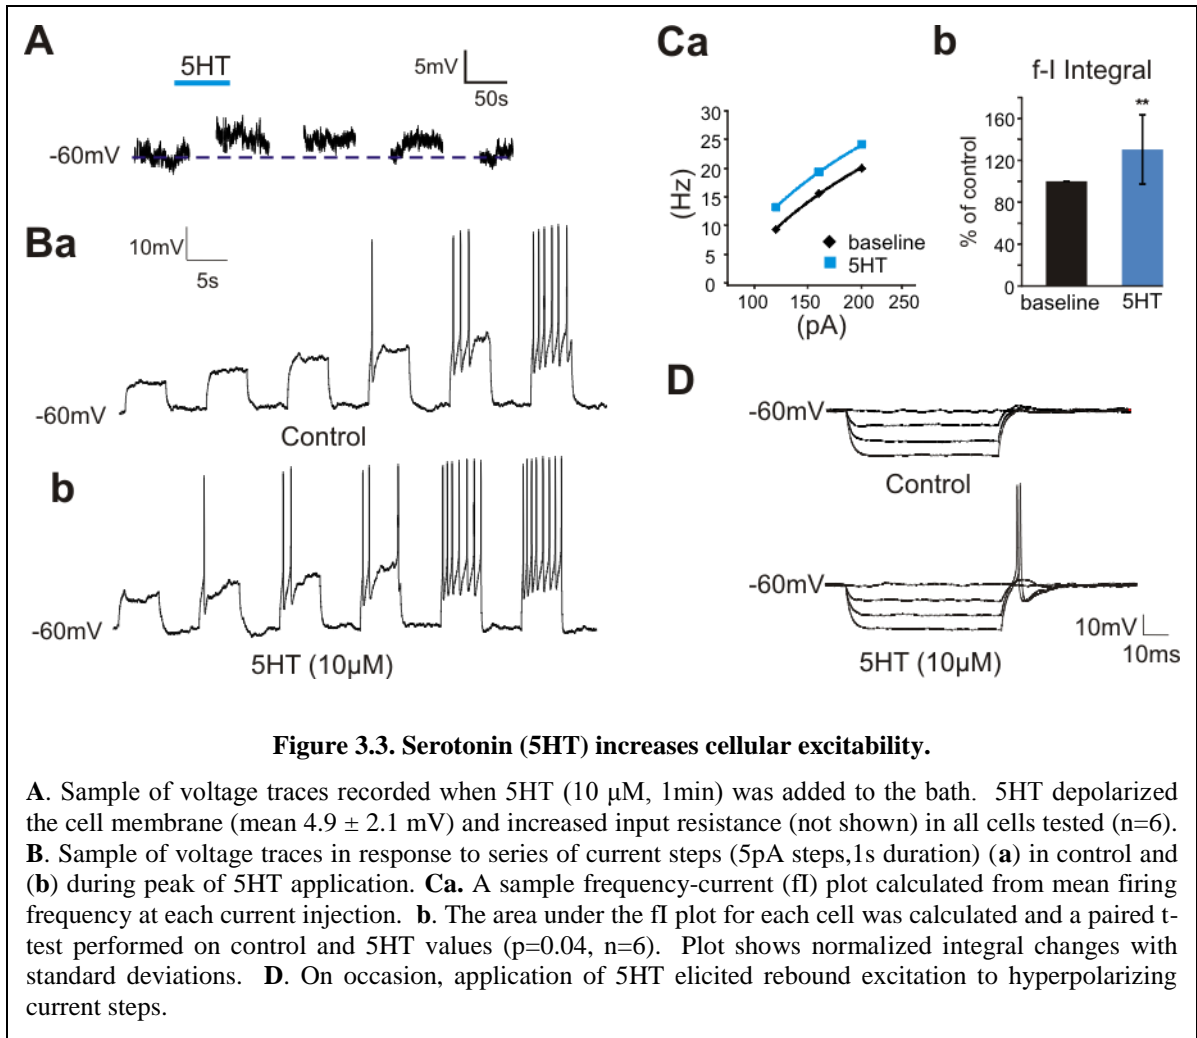 A
5HT
5mV
50s
-60mV
Ba
10mV
5s
-60mV
Control
b
-60mV
5HT (10µM)
Ca
30
25
20
15
10
5
0
(Hz)
baseline
5HT
100 150 200 250
(pA)
b
f-I Integral
**
160
120
80
40
0
% of control
baseline 5HT
D
-60mV
Control
-60mV
10mV
10ms
5HT (10µM)
Figure 3.3. Serotonin (5HT) increases cellular excitability.
A. Sample of voltage traces recorded when 5HT (10 µM, 1min) was added to the bath. 5HT depolarized
the cell membrane (mean 4.9 ± 2.1 mV) and increased input resistance (not shown) in all cells tested (n=6).
B. Sample of voltage traces in response to series of current steps (5pA steps,1s duration) (a) in control and
(b) during peak of 5HT application. Ca. A sample frequency-current (fI) plot calculated from mean firing
frequency at each current injection. b. The area under the fI plot for each cell was calculated and a paired t-
test performed on control and 5HT values (p=0.04, n=6). Plot shows normalized integral changes with
standard deviations. D. On occasion, application of 5HT elicited rebound excitation to hyperpolarizing
current steps.